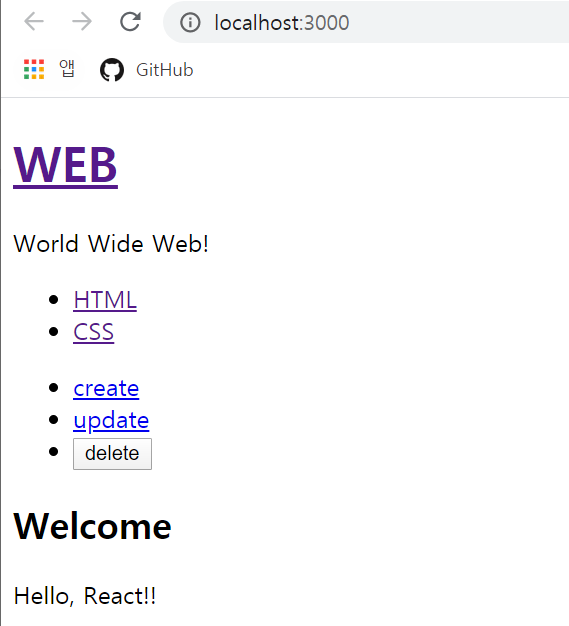 localhost:3000
앱 GitHub
WEB
World Wide Web!
HTML
CSS
create
update
delete
Welcome
Hello, React!!